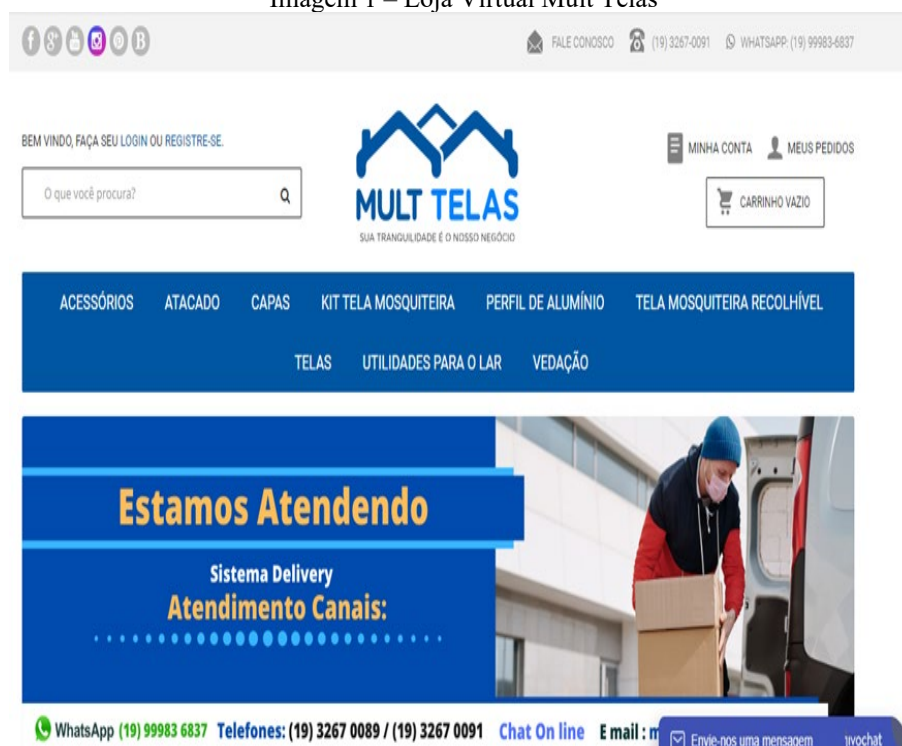 Imagem 1 – Loja Virtual Mult Telas
FALE CONOSCO (19) 3267-0091 WHATSAPP: (19) 99983-6837
BEM VINDO, FAÇA SEU LOGIN OU REGISTRE-SE.
MINHA CONTA MEUS PEDIDOS
O que você procura?
CARRINHO VAZIO
MULT TELAS
SUA TRANQUILIDADE É O NOSSO NEGÓCIO
ACESSÓRIOS ATACADO CAPAS KIT TELA MOSQUITEIRA PERFIL DE ALUMÍNIO TELA MOSQUITEIRA RECOLHÍVEL
TELAS UTILIDADES PARA O LAR VEDAÇÃO
Estamos Atendendo
Sistema Delivery
Atendimento Canais:
WhatsApp (19) 99983 6837 Telefones: (19) 3267 0089 / (19) 3267 0091 Chat On line E mail : m
Envie-nos uma mensagem ivochat